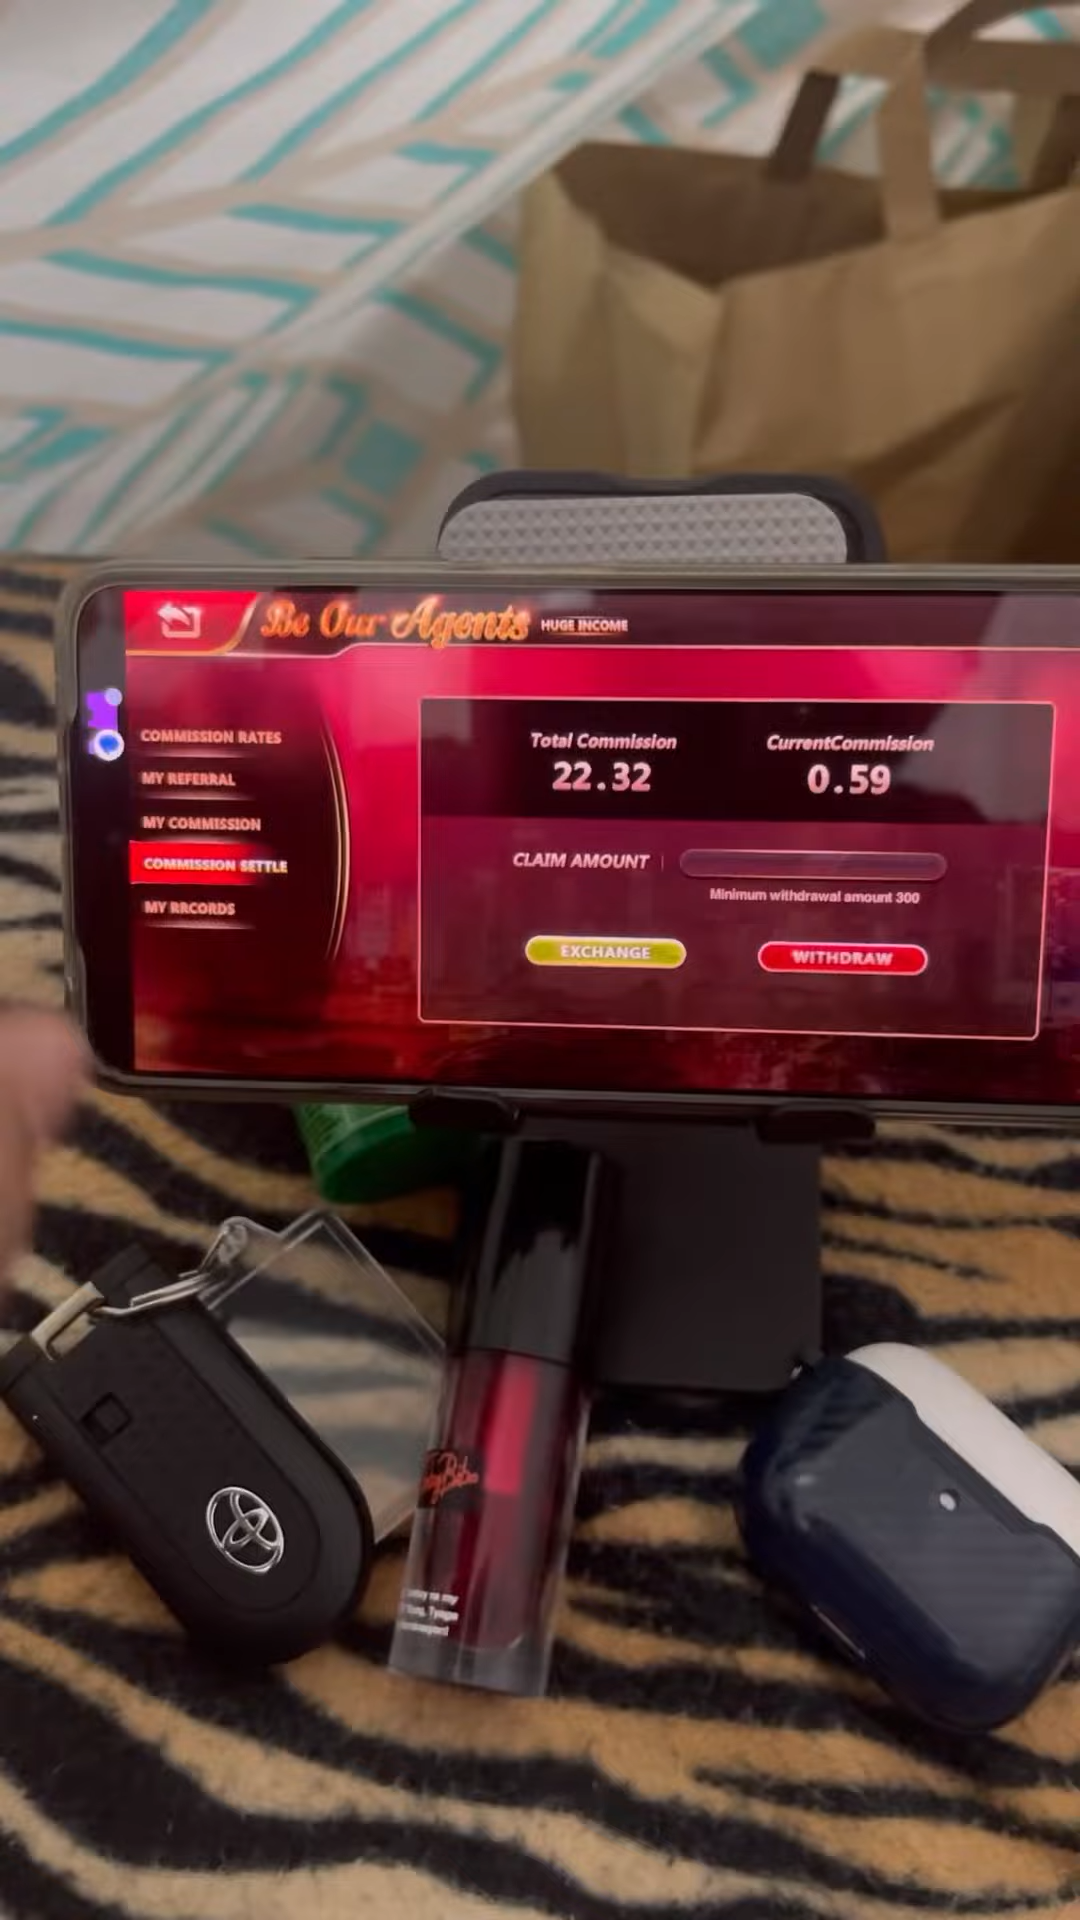 Be Our Agents HUGE INCOME
COMMISSION RATES
MY REFERRAL
MY COMMISSION
COMMISSION SETTLE
MY RRCORDS
Total Commission
22.32
CurrentCommission
0.59
CLAIM AMOUNT
Minimum withdrawal amount 300
EXCHANGE
WITHDRAW